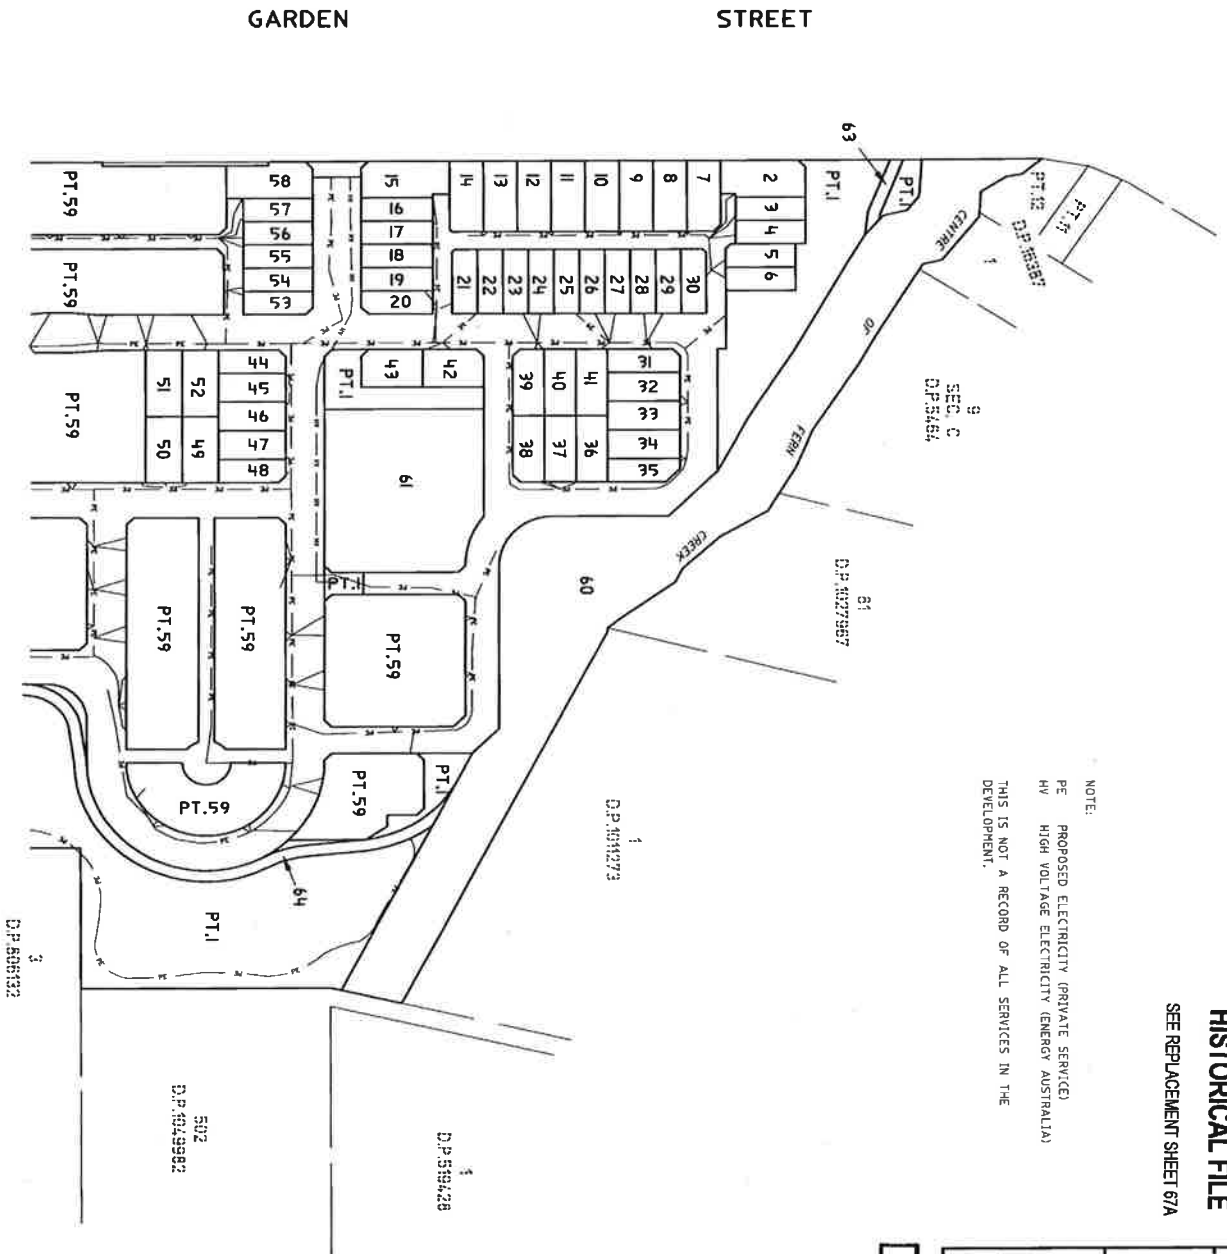 GARDEN STREET
63
PT.1
PT.1
PT.12
PT.11
D.P.16387
1
CENTRE
OF
FERN
CREEK
9
SEC. C
D.P.5464
81
D.P.1027967
1
D.P.1011273
PT.59
58
57
56
55
54
53
15
16
17
18
19
20
14
13
12
11
10
9
8
7
2
3
4
5
6
PT.59
21
22
23
24
25
26
27
28
29
30
PT.59
51
52
50
49
44
45
46
47
48
PT.1
43
42
61
39
40
41
38
37
36
31
32
33
34
35
60
PT.1
PT.59
PT.59
PT.59
PT.59
PT.59
PT.1
64
PT.1
3
D.P.606132
502
D.P.1049982
1
D.P.519428
NOTE:
PE PROPOSED ELECTRICITY (PRIVATE SERVICE)
HV HIGH VOLTAGE ELECTRICITY (ENERGY AUSTRALIA)
THIS IS NOT A RECORD OF ALL SERVICES IN THE
DEVELOPMENT.
HISTORICAL FILE
SEE REPLACEMENT SHEET 67A